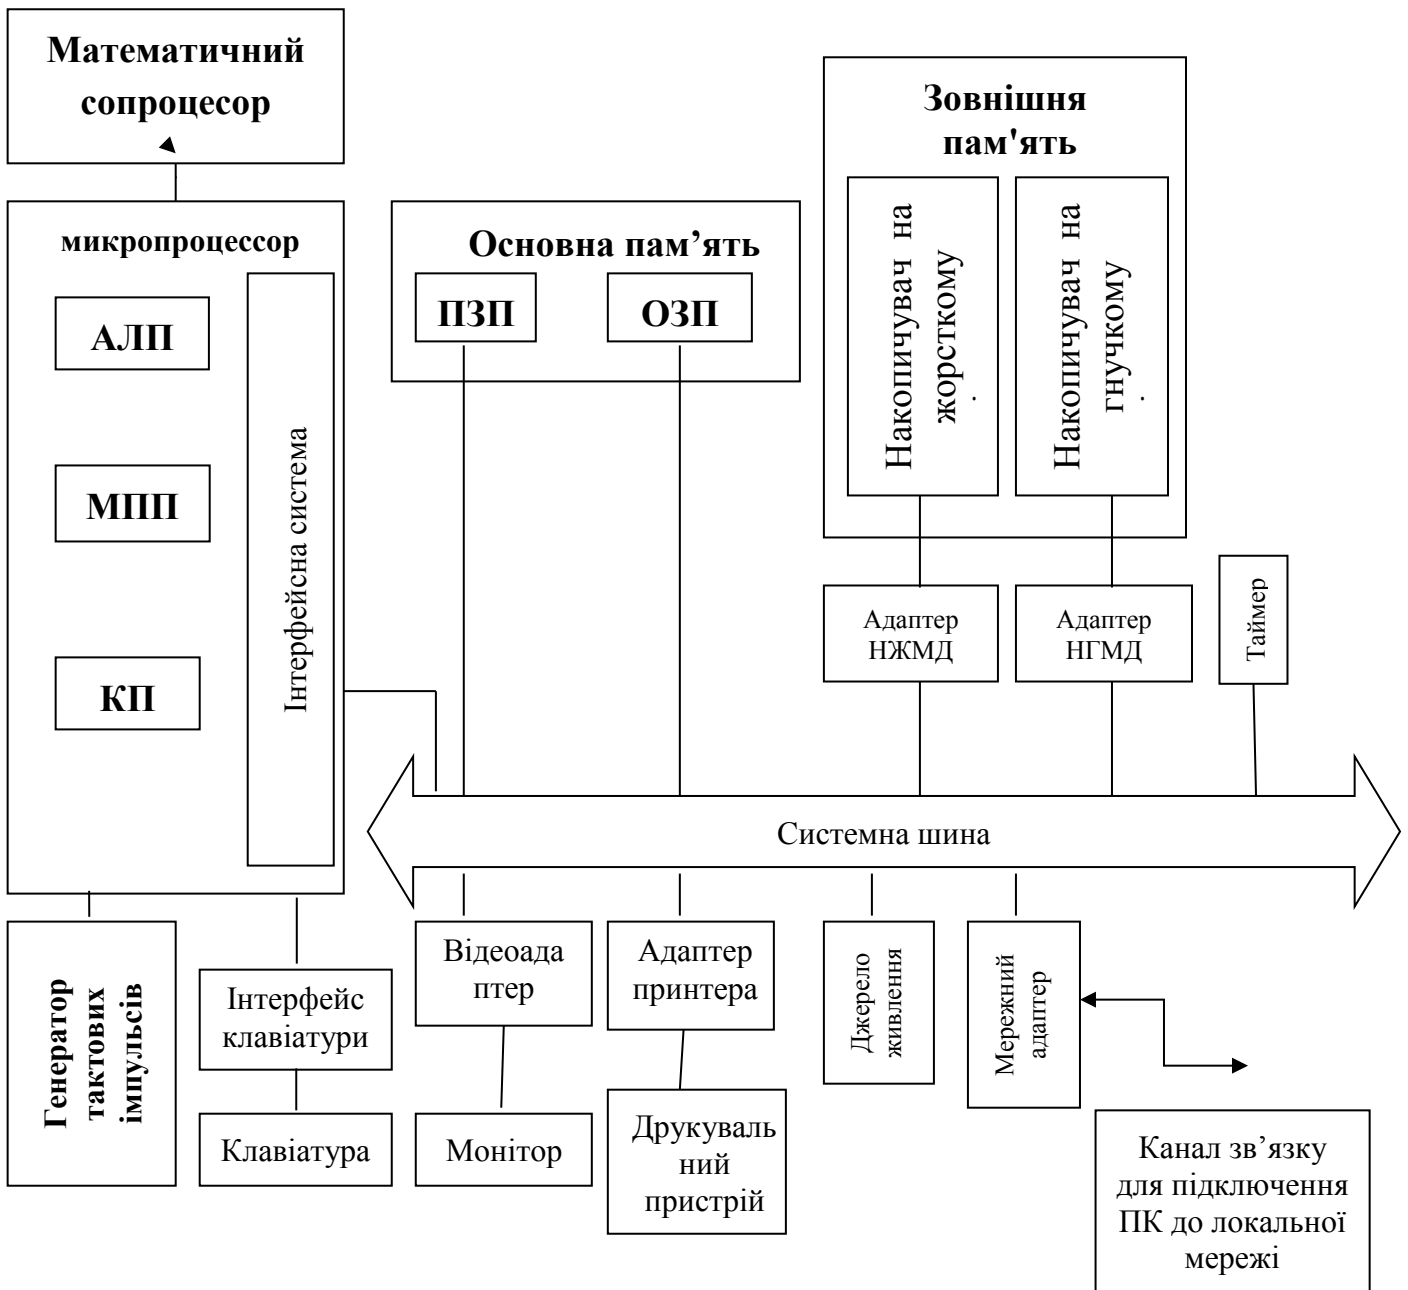 Математичний
сопроцесор
Зовнішня
пам'ять
Накопичувач на
жорсткому
Накопичувач на
гнучкому
микропроцессор
Основна пам’ять
ПЗП
ОЗП
АЛП
МПП
КП
Інтерфейсна система
Адаптер
НЖМД
Адаптер
НГМД
Таймер
Системна шина
Генератор
тактових
імпульсів
Інтерфейс
клавіатури
Клавіатура
Відеоада
птер
Монітор
Адаптер
принтера
Друкуваль
ний
пристрій
Джерело
живлення
Мережний
адаптер
Канал зв’язку
для підключення
ПК до локальної
мережі